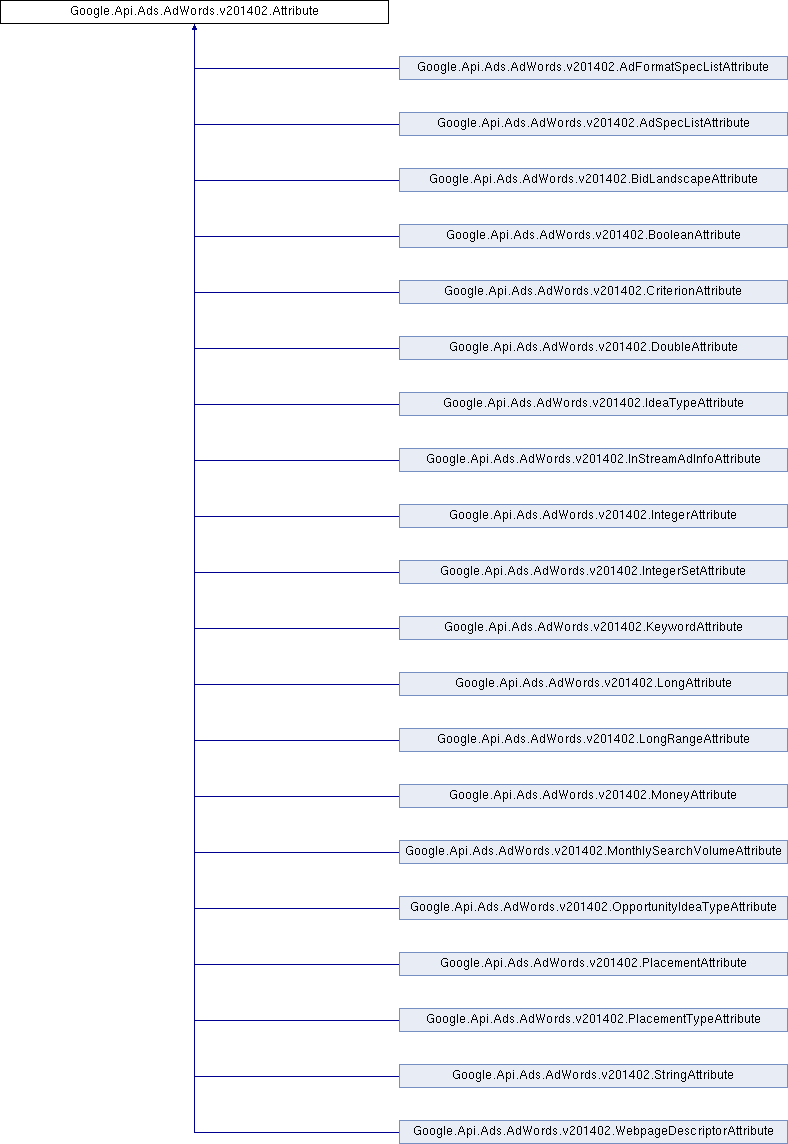 Google.Api.Ads.AdWords.v201402.Attribute
Google.Api.Ads.AdWords.v201402.AdFormatSpecListAttribute
Google.Api.Ads.AdWords.v201402.AdSpecListAttribute
Google.Api.Ads.AdWords.v201402.BidLandscapeAttribute
Google.Api.Ads.AdWords.v201402.BooleanAttribute
Google.Api.Ads.AdWords.v201402.CriterionAttribute
Google.Api.Ads.AdWords.v201402.DoubleAttribute
Google.Api.Ads.AdWords.v201402.IdeaTypeAttribute
Google.Api.Ads.AdWords.v201402.InStreamAdInfoAttribute
Google.Api.Ads.AdWords.v201402.IntegerAttribute
Google.Api.Ads.AdWords.v201402.IntegerSetAttribute
Google.Api.Ads.AdWords.v201402.KeywordAttribute
Google.Api.Ads.AdWords.v201402.LongAttribute
Google.Api.Ads.AdWords.v201402.LongRangeAttribute
Google.Api.Ads.AdWords.v201402.MoneyAttribute
Google.Api.Ads.AdWords.v201402.MonthlySearchVolumeAttribute
Google.Api.Ads.AdWords.v201402.OpportunityIdeaTypeAttribute
Google.Api.Ads.AdWords.v201402.PlacementAttribute
Google.Api.Ads.AdWords.v201402.PlacementTypeAttribute
Google.Api.Ads.AdWords.v201402.StringAttribute
Google.Api.Ads.AdWords.v201402.WebpageDescriptorAttribute